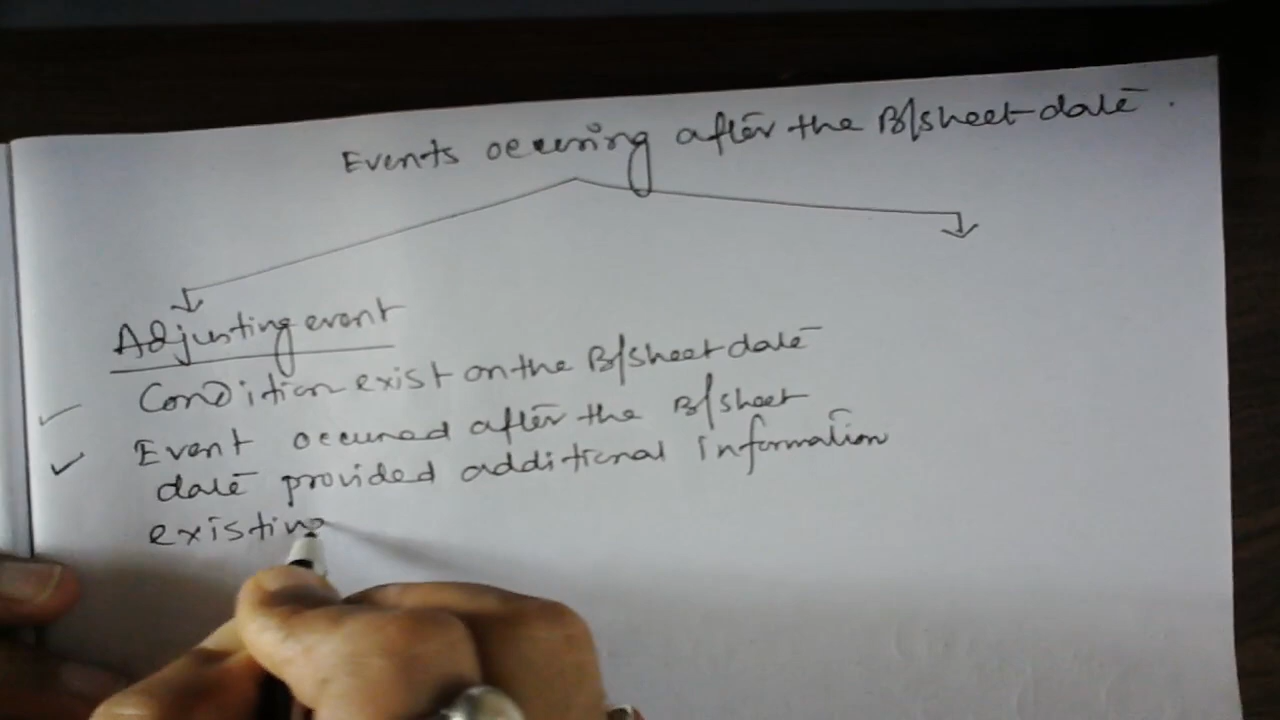 Events occuring after the B/sheet date.
Adjusting event
Condition exist on the B/sheet date
Event occured after the B/sheet
date provided additional information
existing